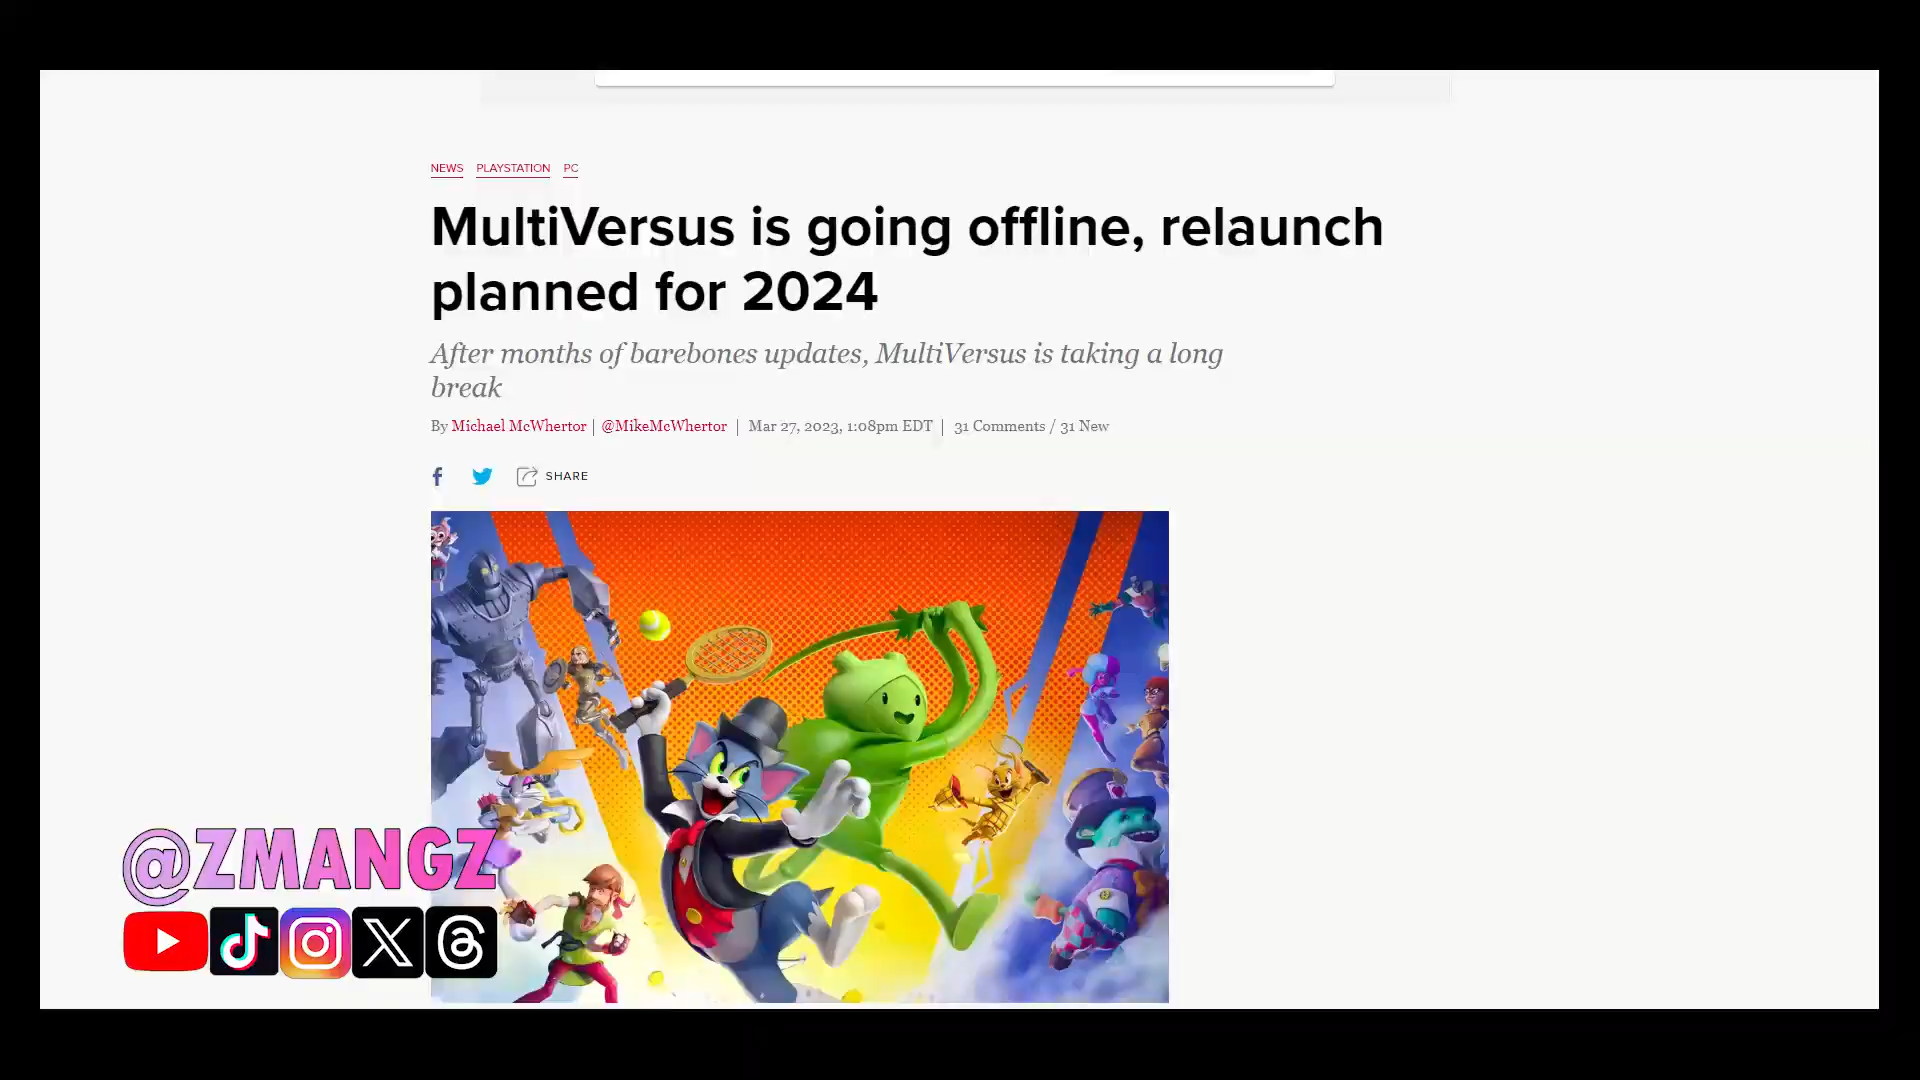 NEWS PLAYSTATION PC
MultiVersus is going offline, relaunch
planned for 2024
After months of barebones updates, MultiVersus is taking a long
break
By Michael McWhertor | @MikeMcWhertor | Mar 27, 2023, 1:08pm EDT | 31 Comments / 31 New
SHARE
@ZMANGZ